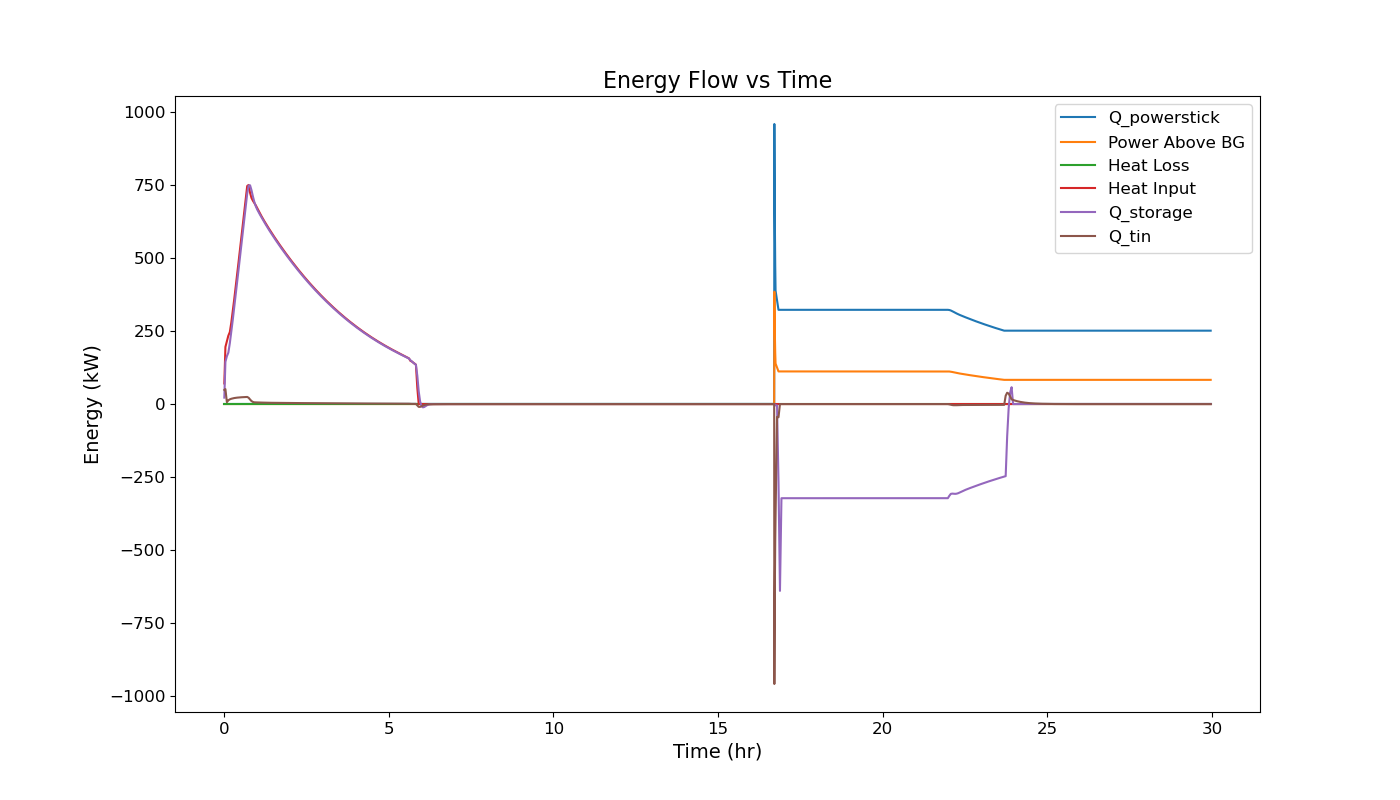 Energy Flow vs Time
Energy (kW)
1000
750
500
250
0
−250
−500
−750
−1000
Q_powerstick
Power Above BG
Heat Loss
Heat Input
Q_storage
Q_tin
0 5 10 15 20 25 30
Time (hr)